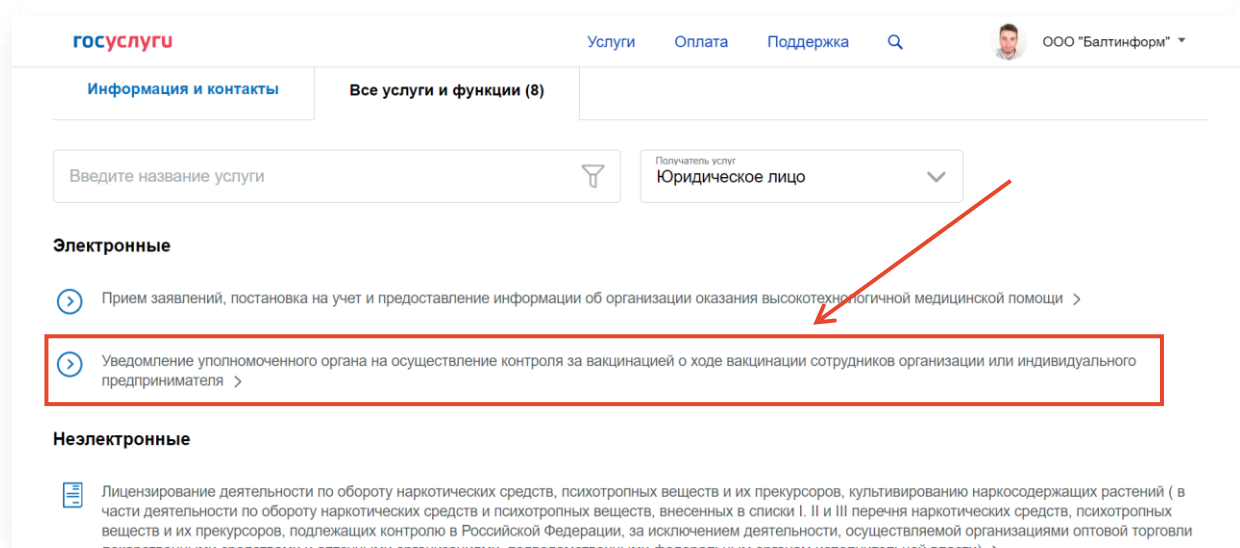 госуслуги Услуги Оплата Поддержка ООО "Балтинформ"
Информация и контакты Все услуги и функции (8)
Введите название услуги
Получатель услуг
Юридическое лицо
Электронные
Прием заявлений, постановка на учет и предоставление информации об организации оказания высокотехнологичной медицинской помощи >
Уведомление уполномоченного органа на осуществление контроля за вакцинацией о ходе вакцинации сотрудников организации или индивидуального
предпринимателя >
Неэлектронные
Лицензирование деятельности по обороту наркотических средств, психотропных веществ и их прекурсоров, культивированию наркосодержащих растений ( в
части деятельности по обороту наркотических средств и психотропных веществ, внесенных в списки I. II и III перечня наркотических средств, психотропных
веществ и их прекурсоров, подлежащих контролю в Российской Федерации, за исключением деятельности, осуществляемой организациями оптовой торговли